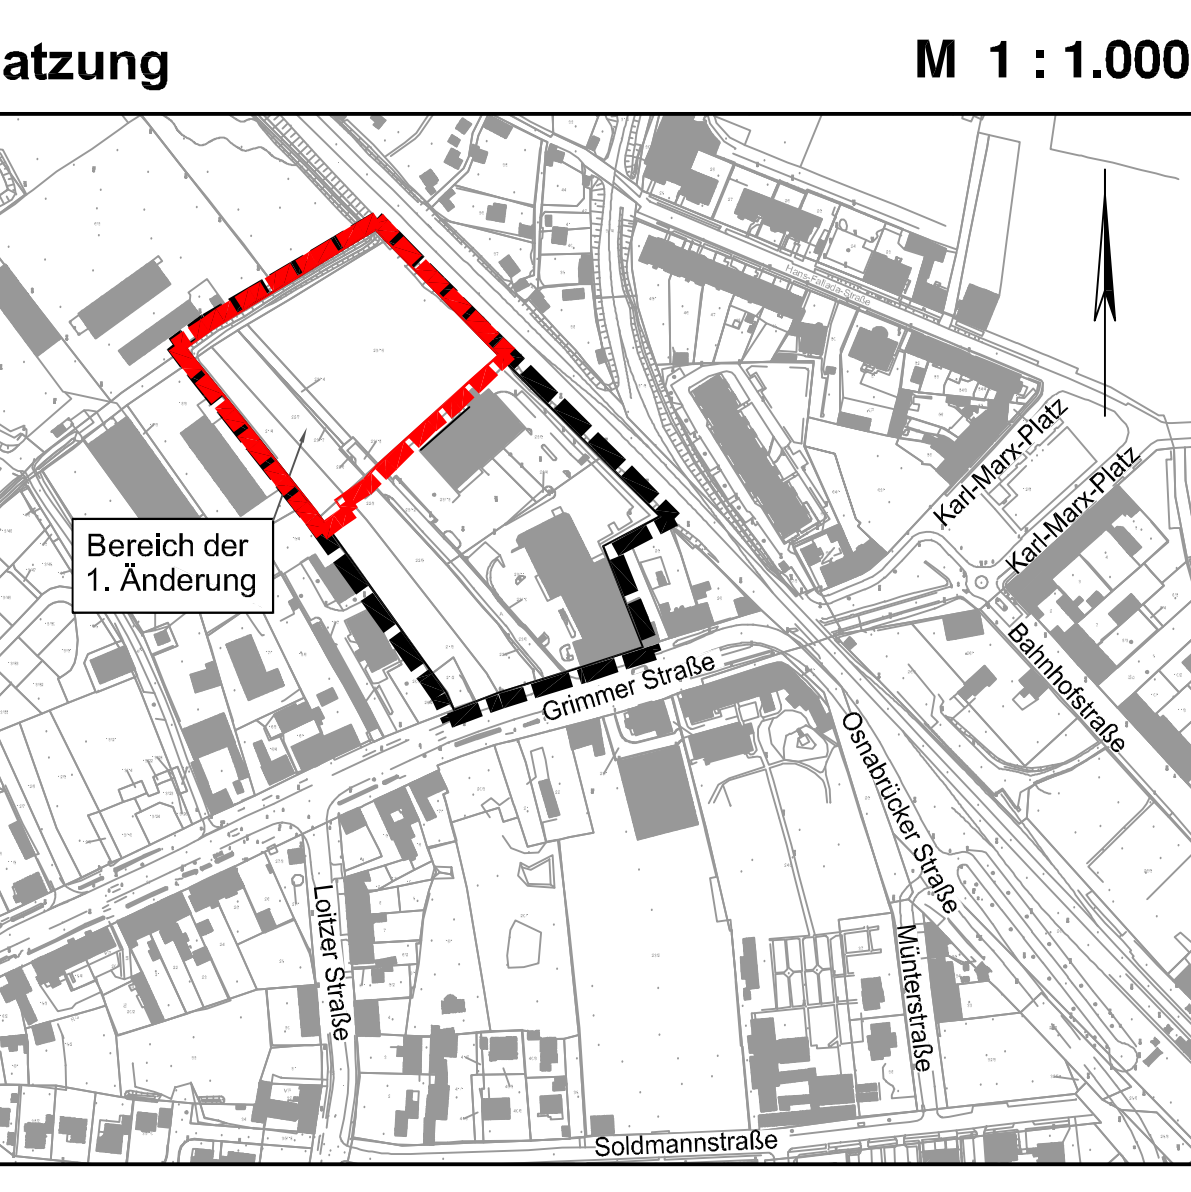 atzung
M 1 : 1.000
Hans-Fallada-Straße
Karl-Marx-Platz
Karl-Marx-Platz
Bereich der
1. Änderung
Bahnhofstraße
Grimmer Straße
Osnabrücker Straße
Loitzer Straße
Münterstraße
Soldmannstraße